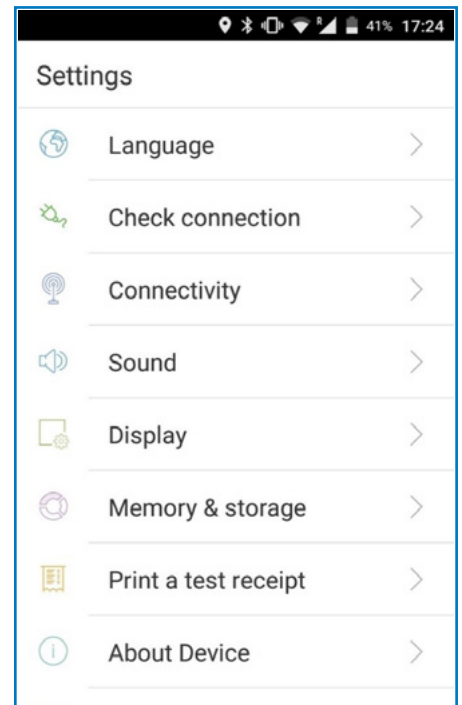 R 41% 17:24
Settings
Language
Check connection
Connectivity
Sound
Display
Memory & storage
Print a test receipt
About Device